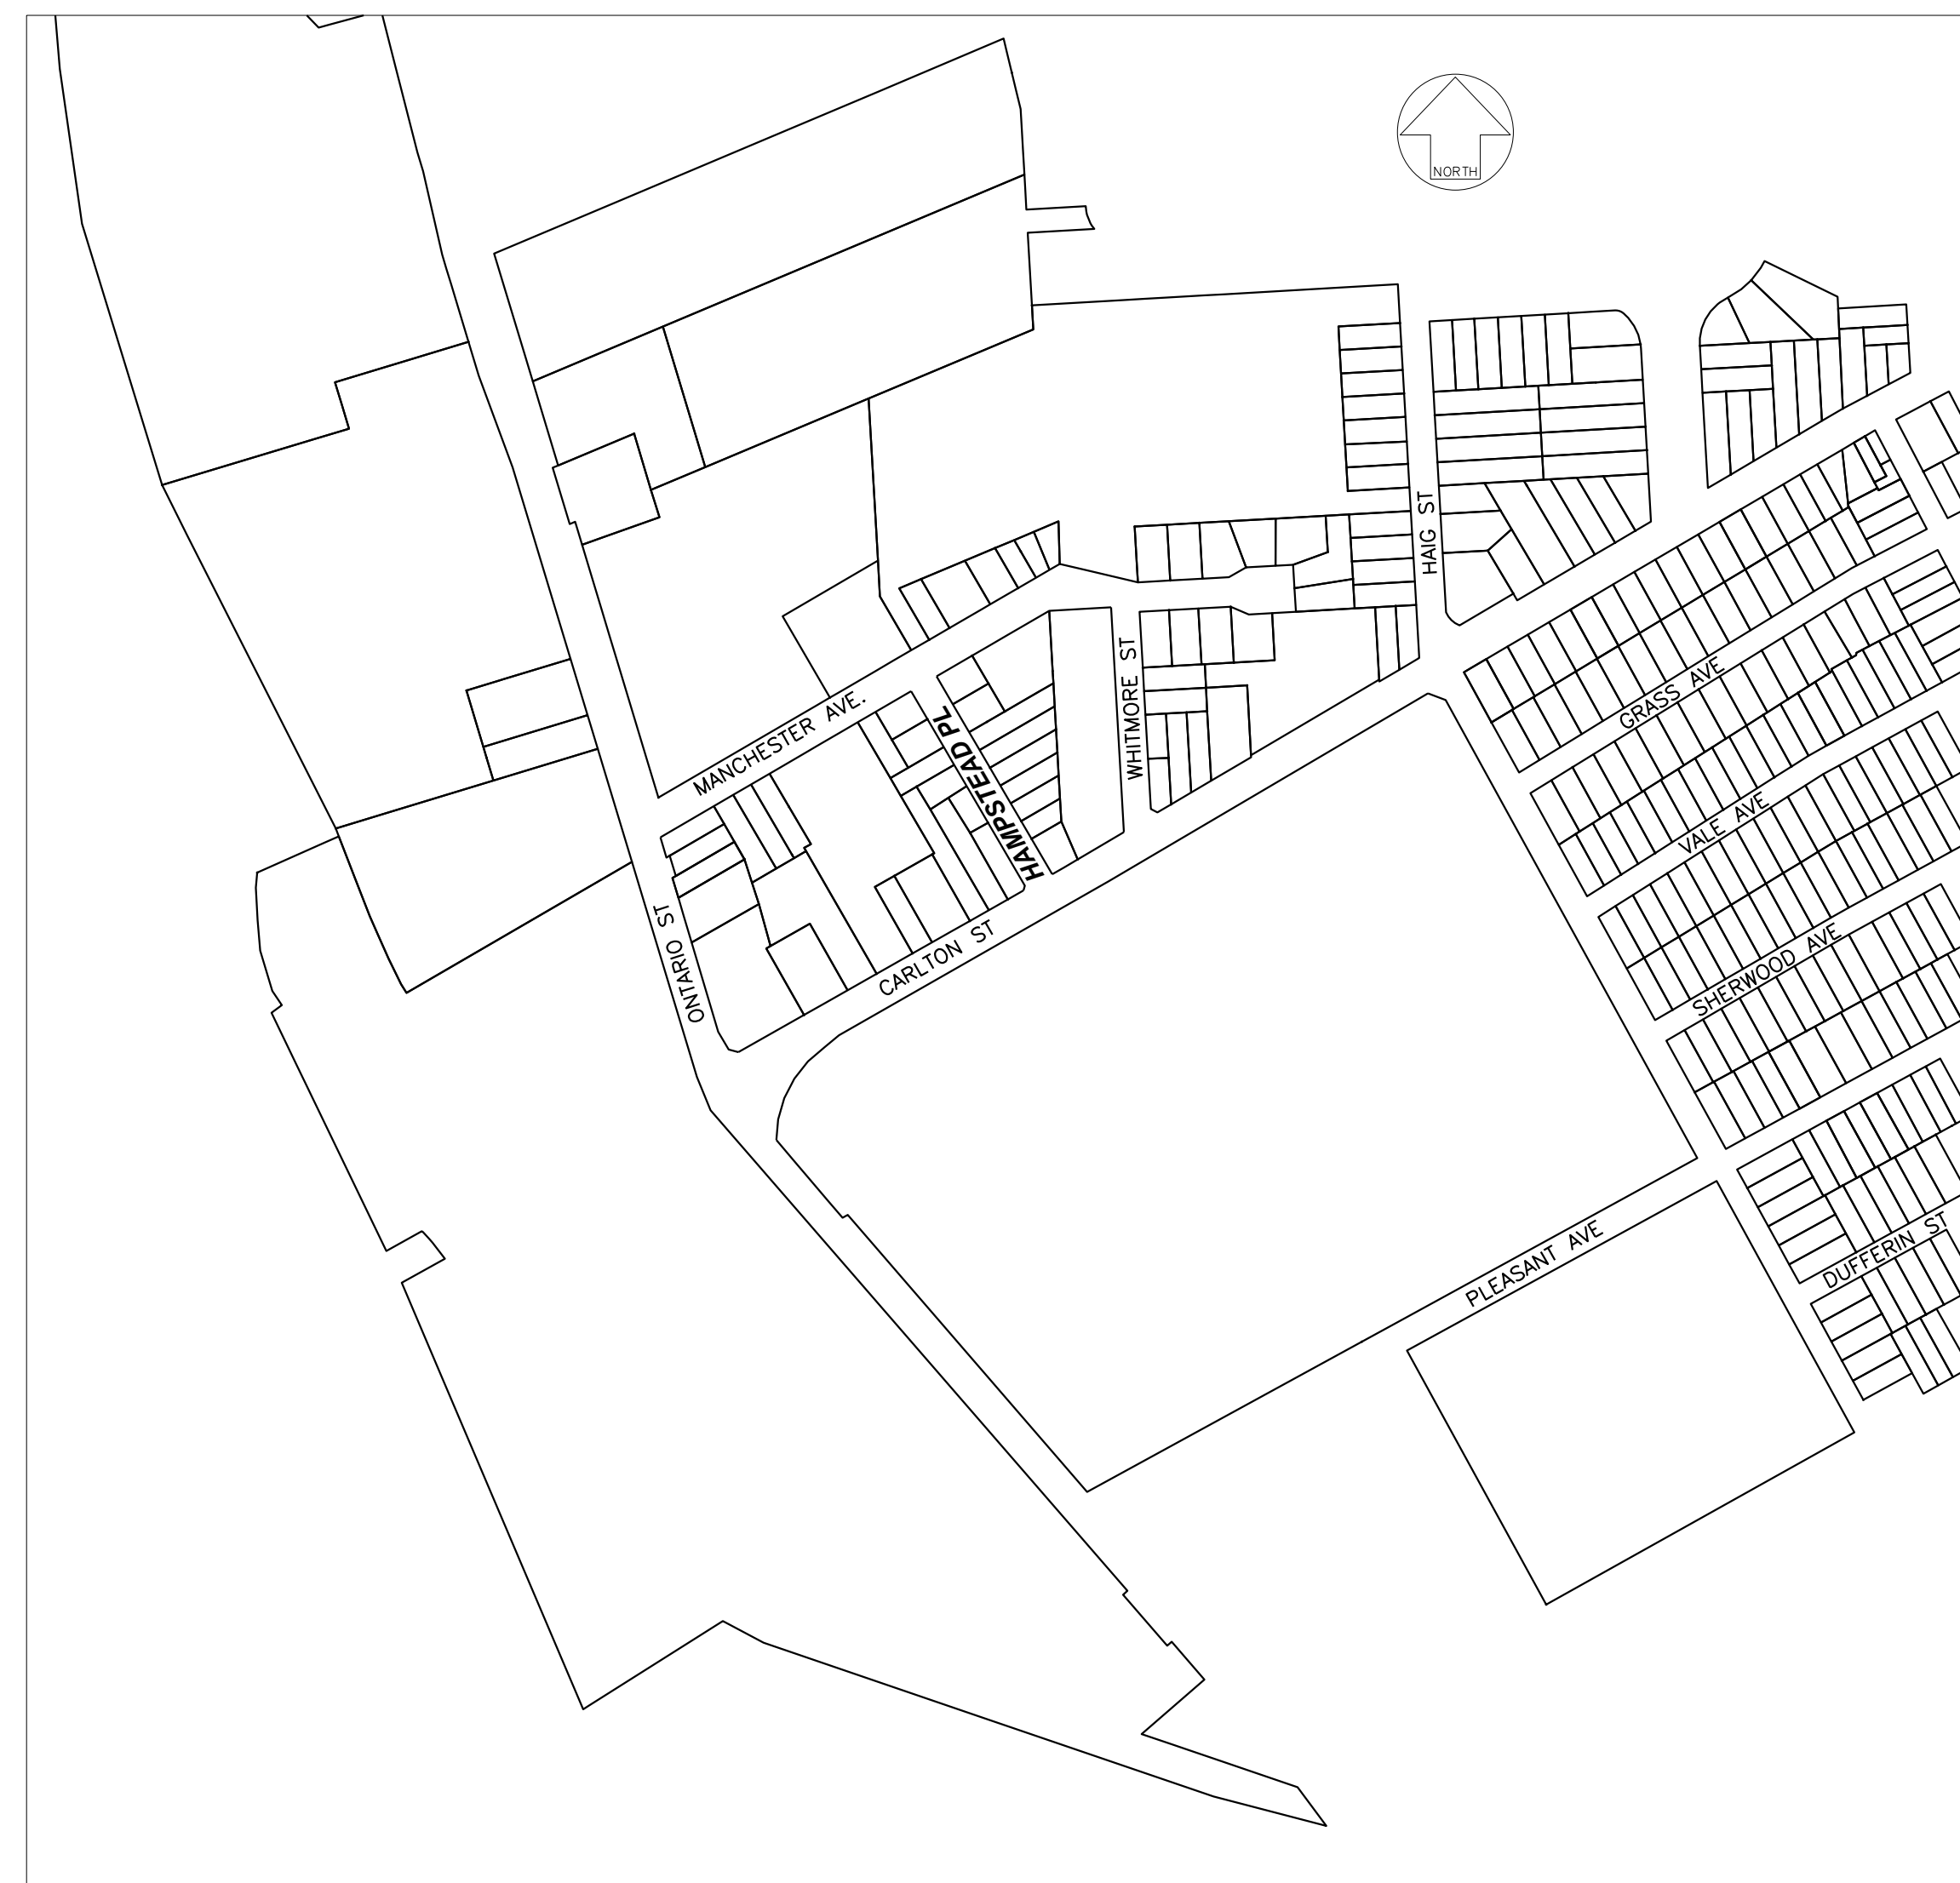 NORTH
HAIG ST
GRASS AVE
WHITMORE ST
MANCHESTER AVE.
HAMPSTEAD PL
VALE AVE
ONTARIO ST
CARLTON ST
SHERWOOD AVE
PLEASANT AVE
DUFFERIN ST